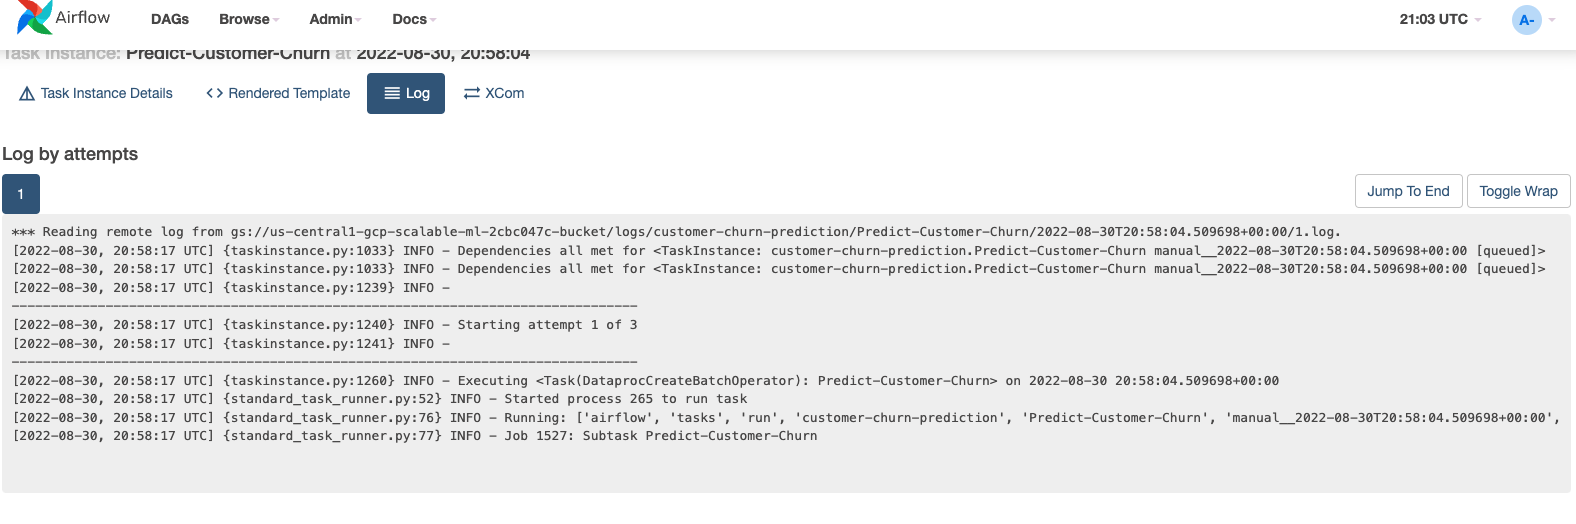 Airflow DAGs Browse Admin Docs 21:03 UTC A-
Task Instance: Predict-Customer-Churn at 2022-08-30, 20:58:04
Task Instance Details <> Rendered Template Log XCom
Log by attempts
1 Jump To End Toggle Wrap
*** Reading remote log from gs://us-central1-gcp-scalable-ml-2cbc047c-bucket/logs/customer-churn-prediction/Predict-Customer-Churn/2022-08-30T20:58:04.509698+00:00/1.log.
[2022-08-30, 20:58:17 UTC] {taskinstance.py:1033} INFO - Dependencies all met for <TaskInstance: customer-churn-prediction.Predict-Customer-Churn manual__2022-08-30T20:58:04.509698+00:00 [queued]>
[2022-08-30, 20:58:17 UTC] {taskinstance.py:1033} INFO - Dependencies all met for <TaskInstance: customer-churn-prediction.Predict-Customer-Churn manual__2022-08-30T20:58:04.509698+00:00 [queued]>
[2022-08-30, 20:58:17 UTC] {taskinstance.py:1239} INFO -
--------------------------------------------------------------------------------
[2022-08-30, 20:58:17 UTC] {taskinstance.py:1240} INFO - Starting attempt 1 of 3
[2022-08-30, 20:58:17 UTC] {taskinstance.py:1241} INFO -
--------------------------------------------------------------------------------
[2022-08-30, 20:58:17 UTC] {taskinstance.py:1260} INFO - Executing <Task(DataprocCreateBatchOperator): Predict-Customer-Churn> on 2022-08-30 20:58:04.509698+00:00
[2022-08-30, 20:58:17 UTC] {standard_task_runner.py:52} INFO - Started process 265 to run task
[2022-08-30, 20:58:17 UTC] {standard_task_runner.py:76} INFO - Running: ['airflow', 'tasks', 'run', 'customer-churn-prediction', 'Predict-Customer-Churn', 'manual__2022-08-30T20:58:04.509698+00:00',
[2022-08-30, 20:58:17 UTC] {standard_task_runner.py:77} INFO - Job 1527: Subtask Predict-Customer-Churn